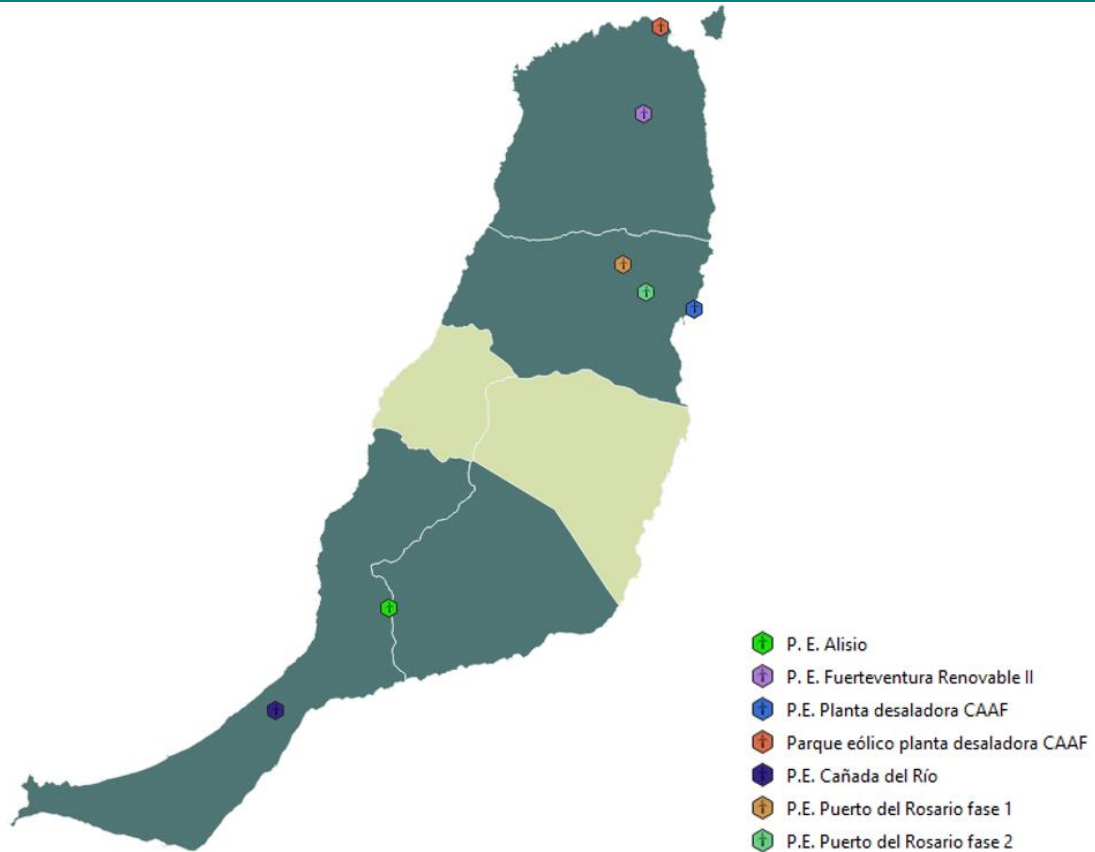 P. E. Alisio
P. E. Fuerteventura Renovable II
P.E. Planta desaladora CAAF
Parque eólico planta desaladora CAAF
P.E. Cañada del Río
P.E. Puerto del Rosario fase 1
P.E. Puerto del Rosario fase 2